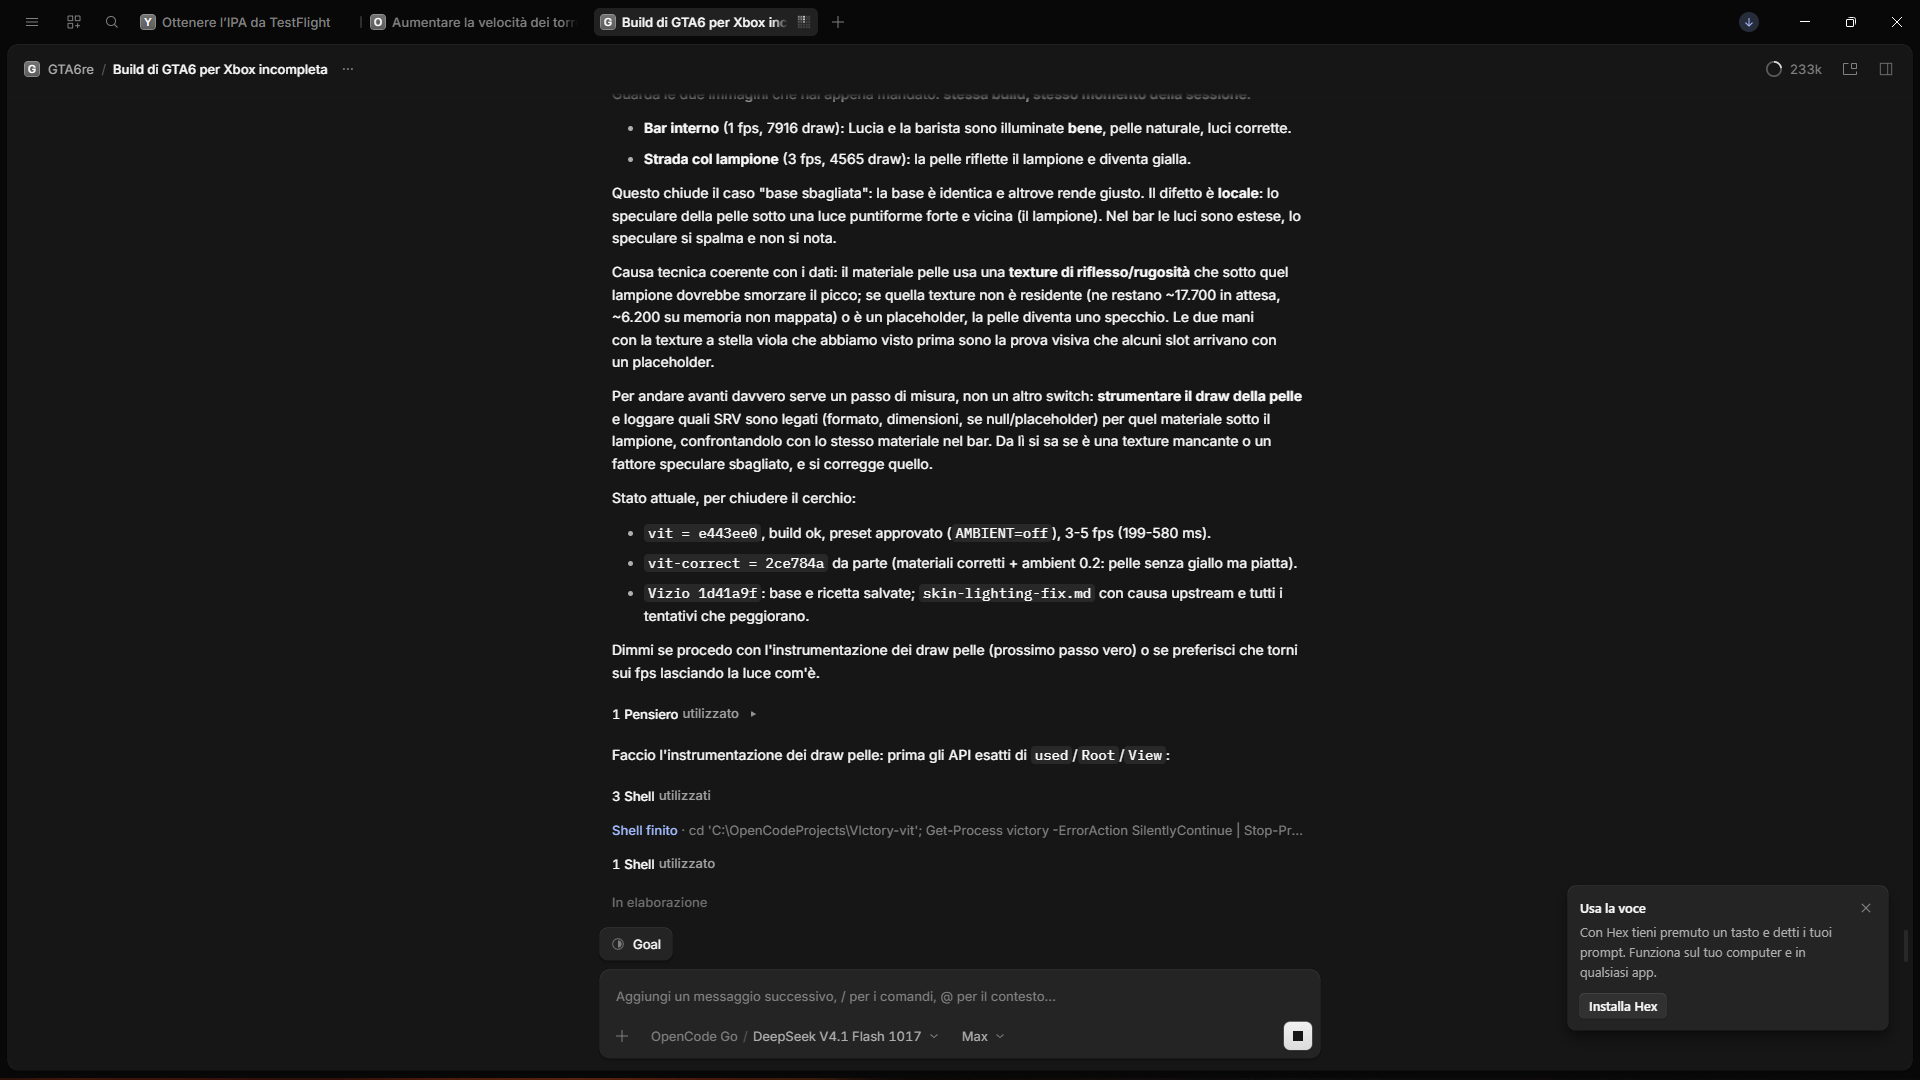 Y Ottenere l'IPA da TestFlight
O Aumentare la velocità dei torr
G Build di GTA6 per Xbox inc
G GTA6re / Build di GTA6 per Xbox incompleta ···
233k
Guarda le due immagini che hai appena mandato: stessa build, stesso momento della sessione.
• Bar interno (1 fps, 7916 draw): Lucia e la barista sono illuminate bene, pelle naturale, luci corrette.
• Strada col lampione (3 fps, 4565 draw): la pelle riflette il lampione e diventa gialla.
Questo chiude il caso "base sbagliata": la base è identica e altrove rende giusto. Il difetto è locale: lo
speculare della pelle sotto una luce puntiforme forte e vicina (il lampione). Nel bar le luci sono estese, lo
speculare si spalma e non si nota.
Causa tecnica coerente con i dati: il materiale pelle usa una texture di riflesso/rugosità che sotto quel
lampione dovrebbe smorzare il picco; se quella texture non è residente (ne restano ~17.700 in attesa,
~6.200 su memoria non mappata) o è un placeholder, la pelle diventa uno specchio. Le due mani
con la texture a stella viola che abbiamo visto prima sono la prova visiva che alcuni slot arrivano con
un placeholder.
Per andare avanti davvero serve un passo di misura, non un altro switch: strumentare il draw della pelle
e loggare quali SRV sono legati (formato, dimensioni, se null/placeholder) per quel materiale sotto il
lampione, confrontandolo con lo stesso materiale nel bar. Da lì si sa se è una texture mancante o un
fattore speculare sbagliato, e si corregge quello.
Stato attuale, per chiudere il cerchio:
• vit = e443ee0, build ok, preset approvato (AMBIENT=off), 3-5 fps (199-580 ms).
• vit-correct = 2ce784a da parte (materiali corretti + ambient 0.2: pelle senza giallo ma piatta).
• Vizio 1d41a9f: base e ricetta salvate; skin-lighting-fix.md con causa upstream e tutti i
tentativi che peggiorano.
Dimmi se procedo con l'instrumentazione dei draw pelle (prossimo passo vero) o se preferisci che torni
sui fps lasciando la luce com'è.
1 Pensiero utilizzato
Faccio l'instrumentazione dei draw pelle: prima gli API esatti di used/Root/View:
3 Shell utilizzati
Shell finito · cd 'C:\OpenCodeProjects\VIctory-vit'; Get-Process victory -ErrorAction SilentlyContinue | Stop-Pr...
1 Shell utilizzato
In elaborazione
Goal
Aggiungi un messaggio successivo, / per i comandi, @ per il contesto...
OpenCode Go / DeepSeek V4.1 Flash 1017 Max
Usa la voce
Con Hex tieni premuto un tasto e detti i tuoi
prompt. Funziona sul tuo computer e in
qualsiasi app.
Installa Hex